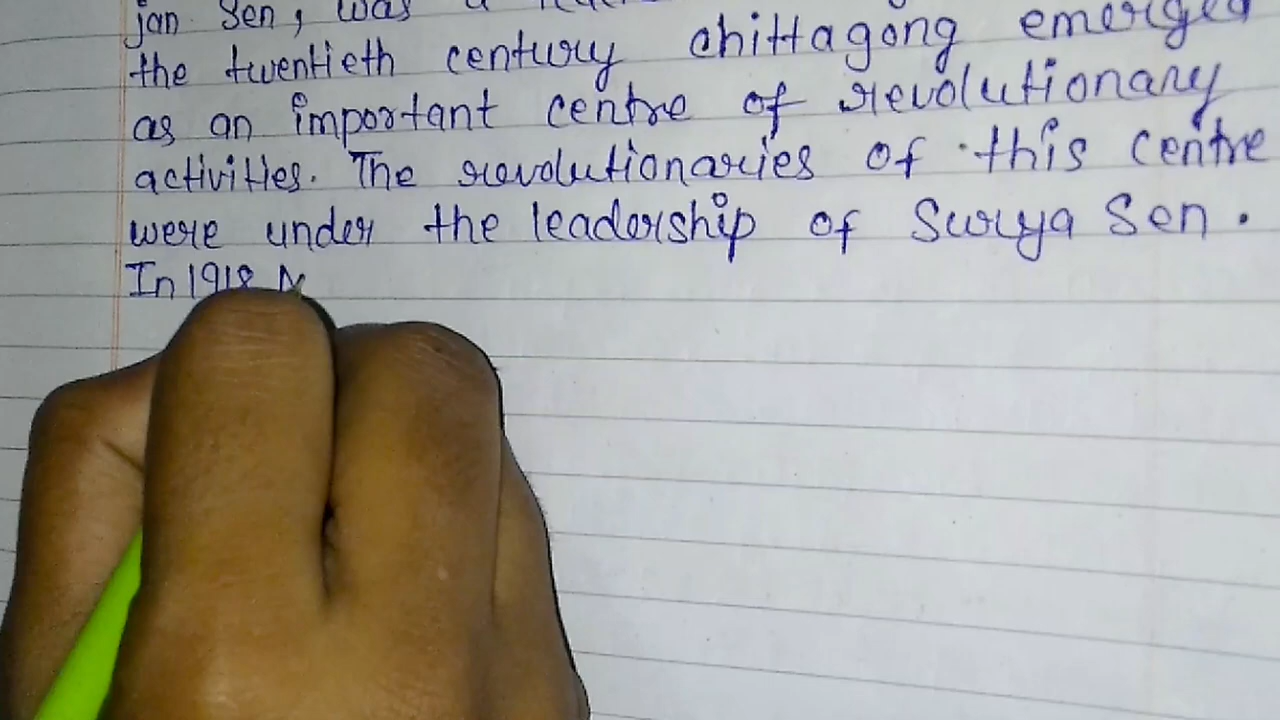 jan Sen, was a
the twentieth century chittagong emerged
as an important centre of revolutionary
activities. The revolutionaries of this centre
were under the leadership of Surya Sen.
In 1918